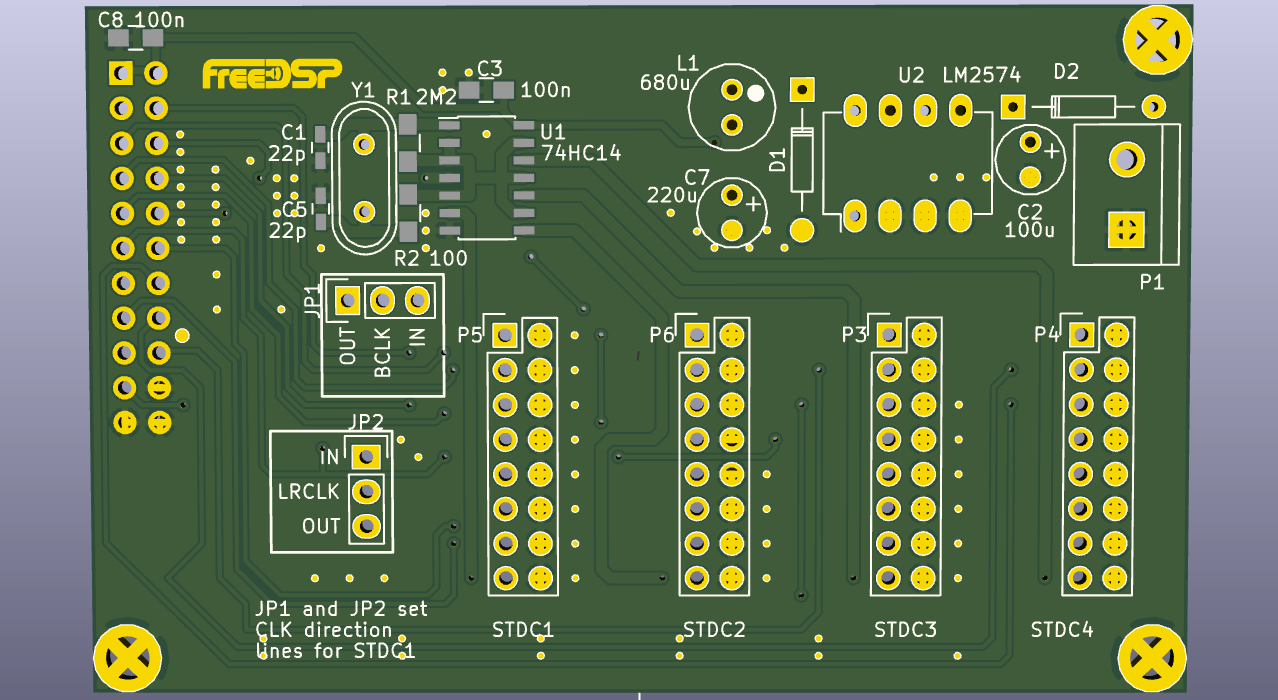 C8 100n
FreeDSP
Y1
R1 2M2
C3
100n
L1
680u
U2 LM2574
D2
C1
22p
U1
74HC14
D1
C7
220u
C5
22p
R2 100
C2
100u
P1
JP1
OUT
BCLK
IN
P5
P6
P3
P4
JP2
IN
LRCLK
OUT
JP1 and JP2 set
CLK direction
lines for STDC1
STDC1
STDC2
STDC3
STDC4